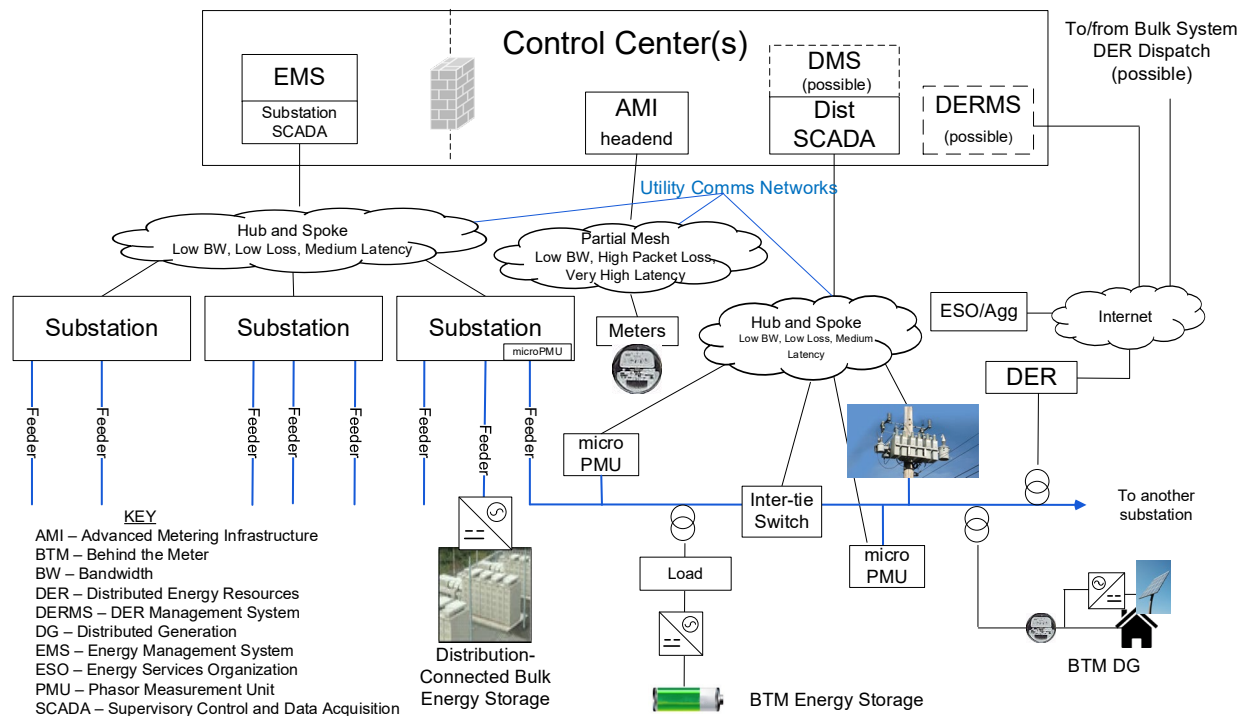 Control Center(s)
To/from Bulk System
DER Dispatch
(possible)
EMS
Substation
SCADA
AMI
headend
DMS
(possible)
Dist
SCADA
DERMS
(possible)
Utility Comms Networks
Hub and Spoke
Low BW, Low Loss, Medium Latency
Partial Mesh
Low BW, High Packet Loss,
Very High Latency
Hub and Spoke
Low BW, Low Loss, Medium
Latency
ESO/Agg
Internet
Substation
Substation
Substation
microPMU
Meters
DER
Feeder
Feeder
Feeder
Feeder
Feeder
Feeder
Feeder
Feeder
micro
PMU
Inter-tie
Switch
micro
PMU
To another
substation
Load
KEY
AMI – Advanced Metering Infrastructure
BTM – Behind the Meter
BW – Bandwidth
DER – Distributed Energy Resources
DERMS – DER Management System
DG – Distributed Generation
EMS – Energy Management System
ESO – Energy Services Organization
PMU – Phasor Measurement Unit
SCADA – Supervisory Control and Data Acquisition
Distribution-
Connected Bulk
Energy Storage
BTM Energy Storage
BTM DG